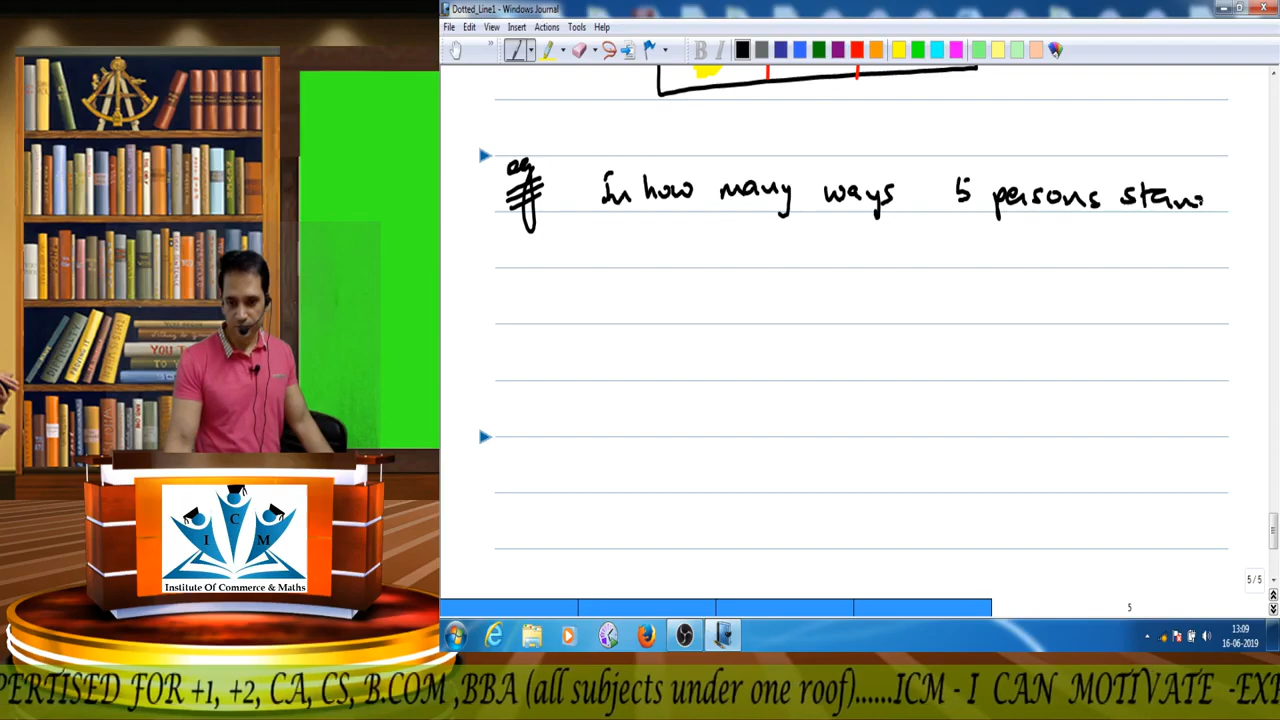 Dotted_Line1 - Windows Journal
File Edit View Insert Actions Tools Help
B I
eg
In how many ways 5 persons stan
5 / 5
5
I C M
Institute Of Commerce & Maths
13:09
16-06-2019
PERTISED FOR +1, +2, CA, CS, B.COM ,BBA (all subjects under one roof)......ICM - I CAN MOTIVATE -EXP